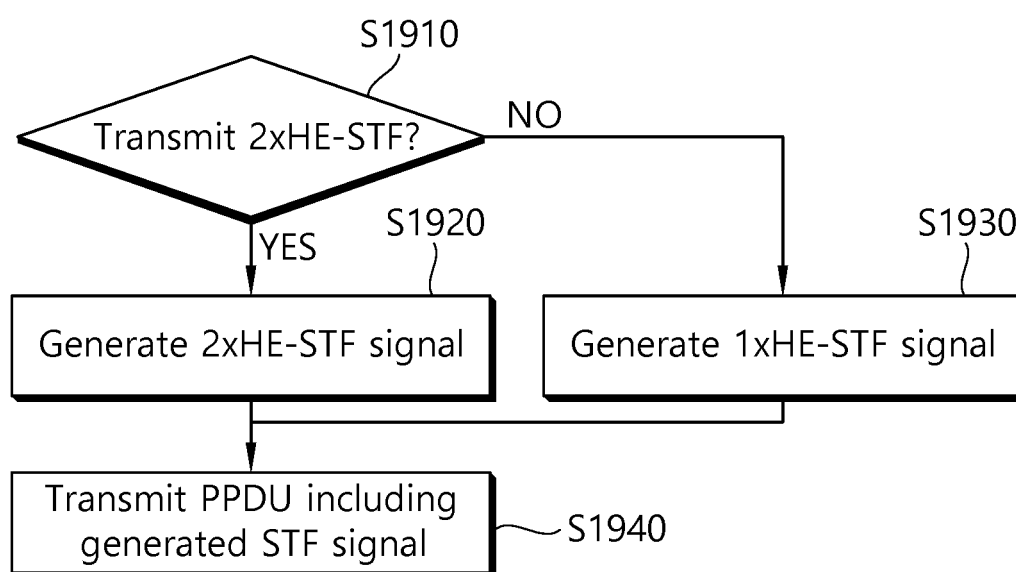 S1910
Transmit 2xHE-STF?
NO
YES
S1920
S1930
Generate 2xHE-STF signal
Generate 1xHE-STF signal
Transmit PPDU including
generated STF signal
S1940